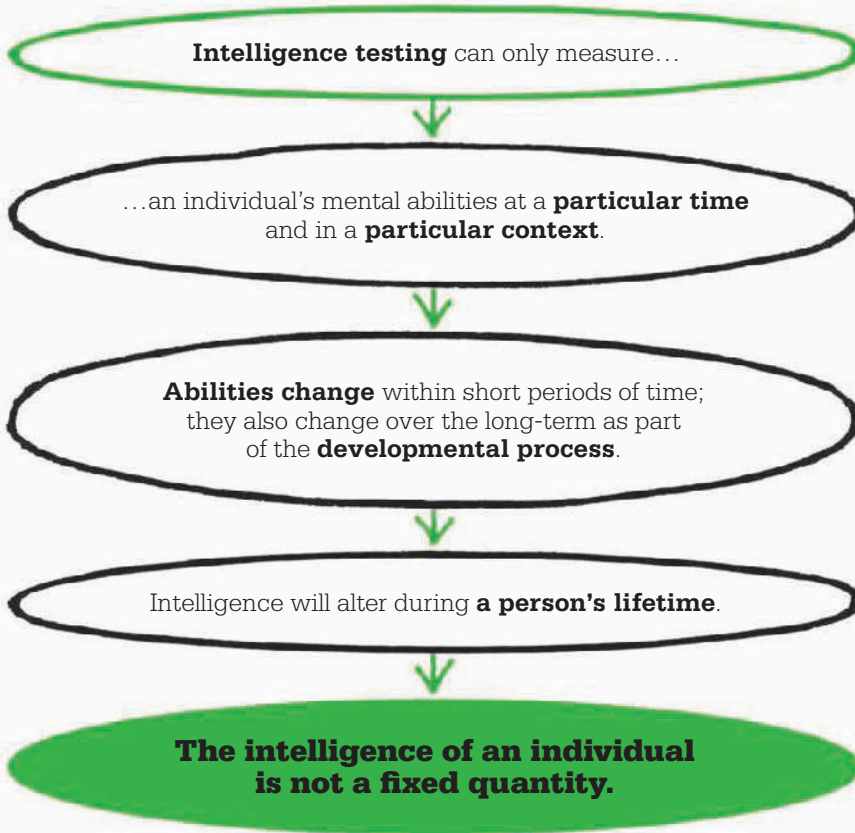 Intelligence testing can only measure…
…an individual’s mental abilities at a particular time
and in a particular context.
Abilities change within short periods of time;
they also change over the long-term as part
of the developmental process.
Intelligence will alter during a person’s lifetime.
The intelligence of an individual
is not a fixed quantity.